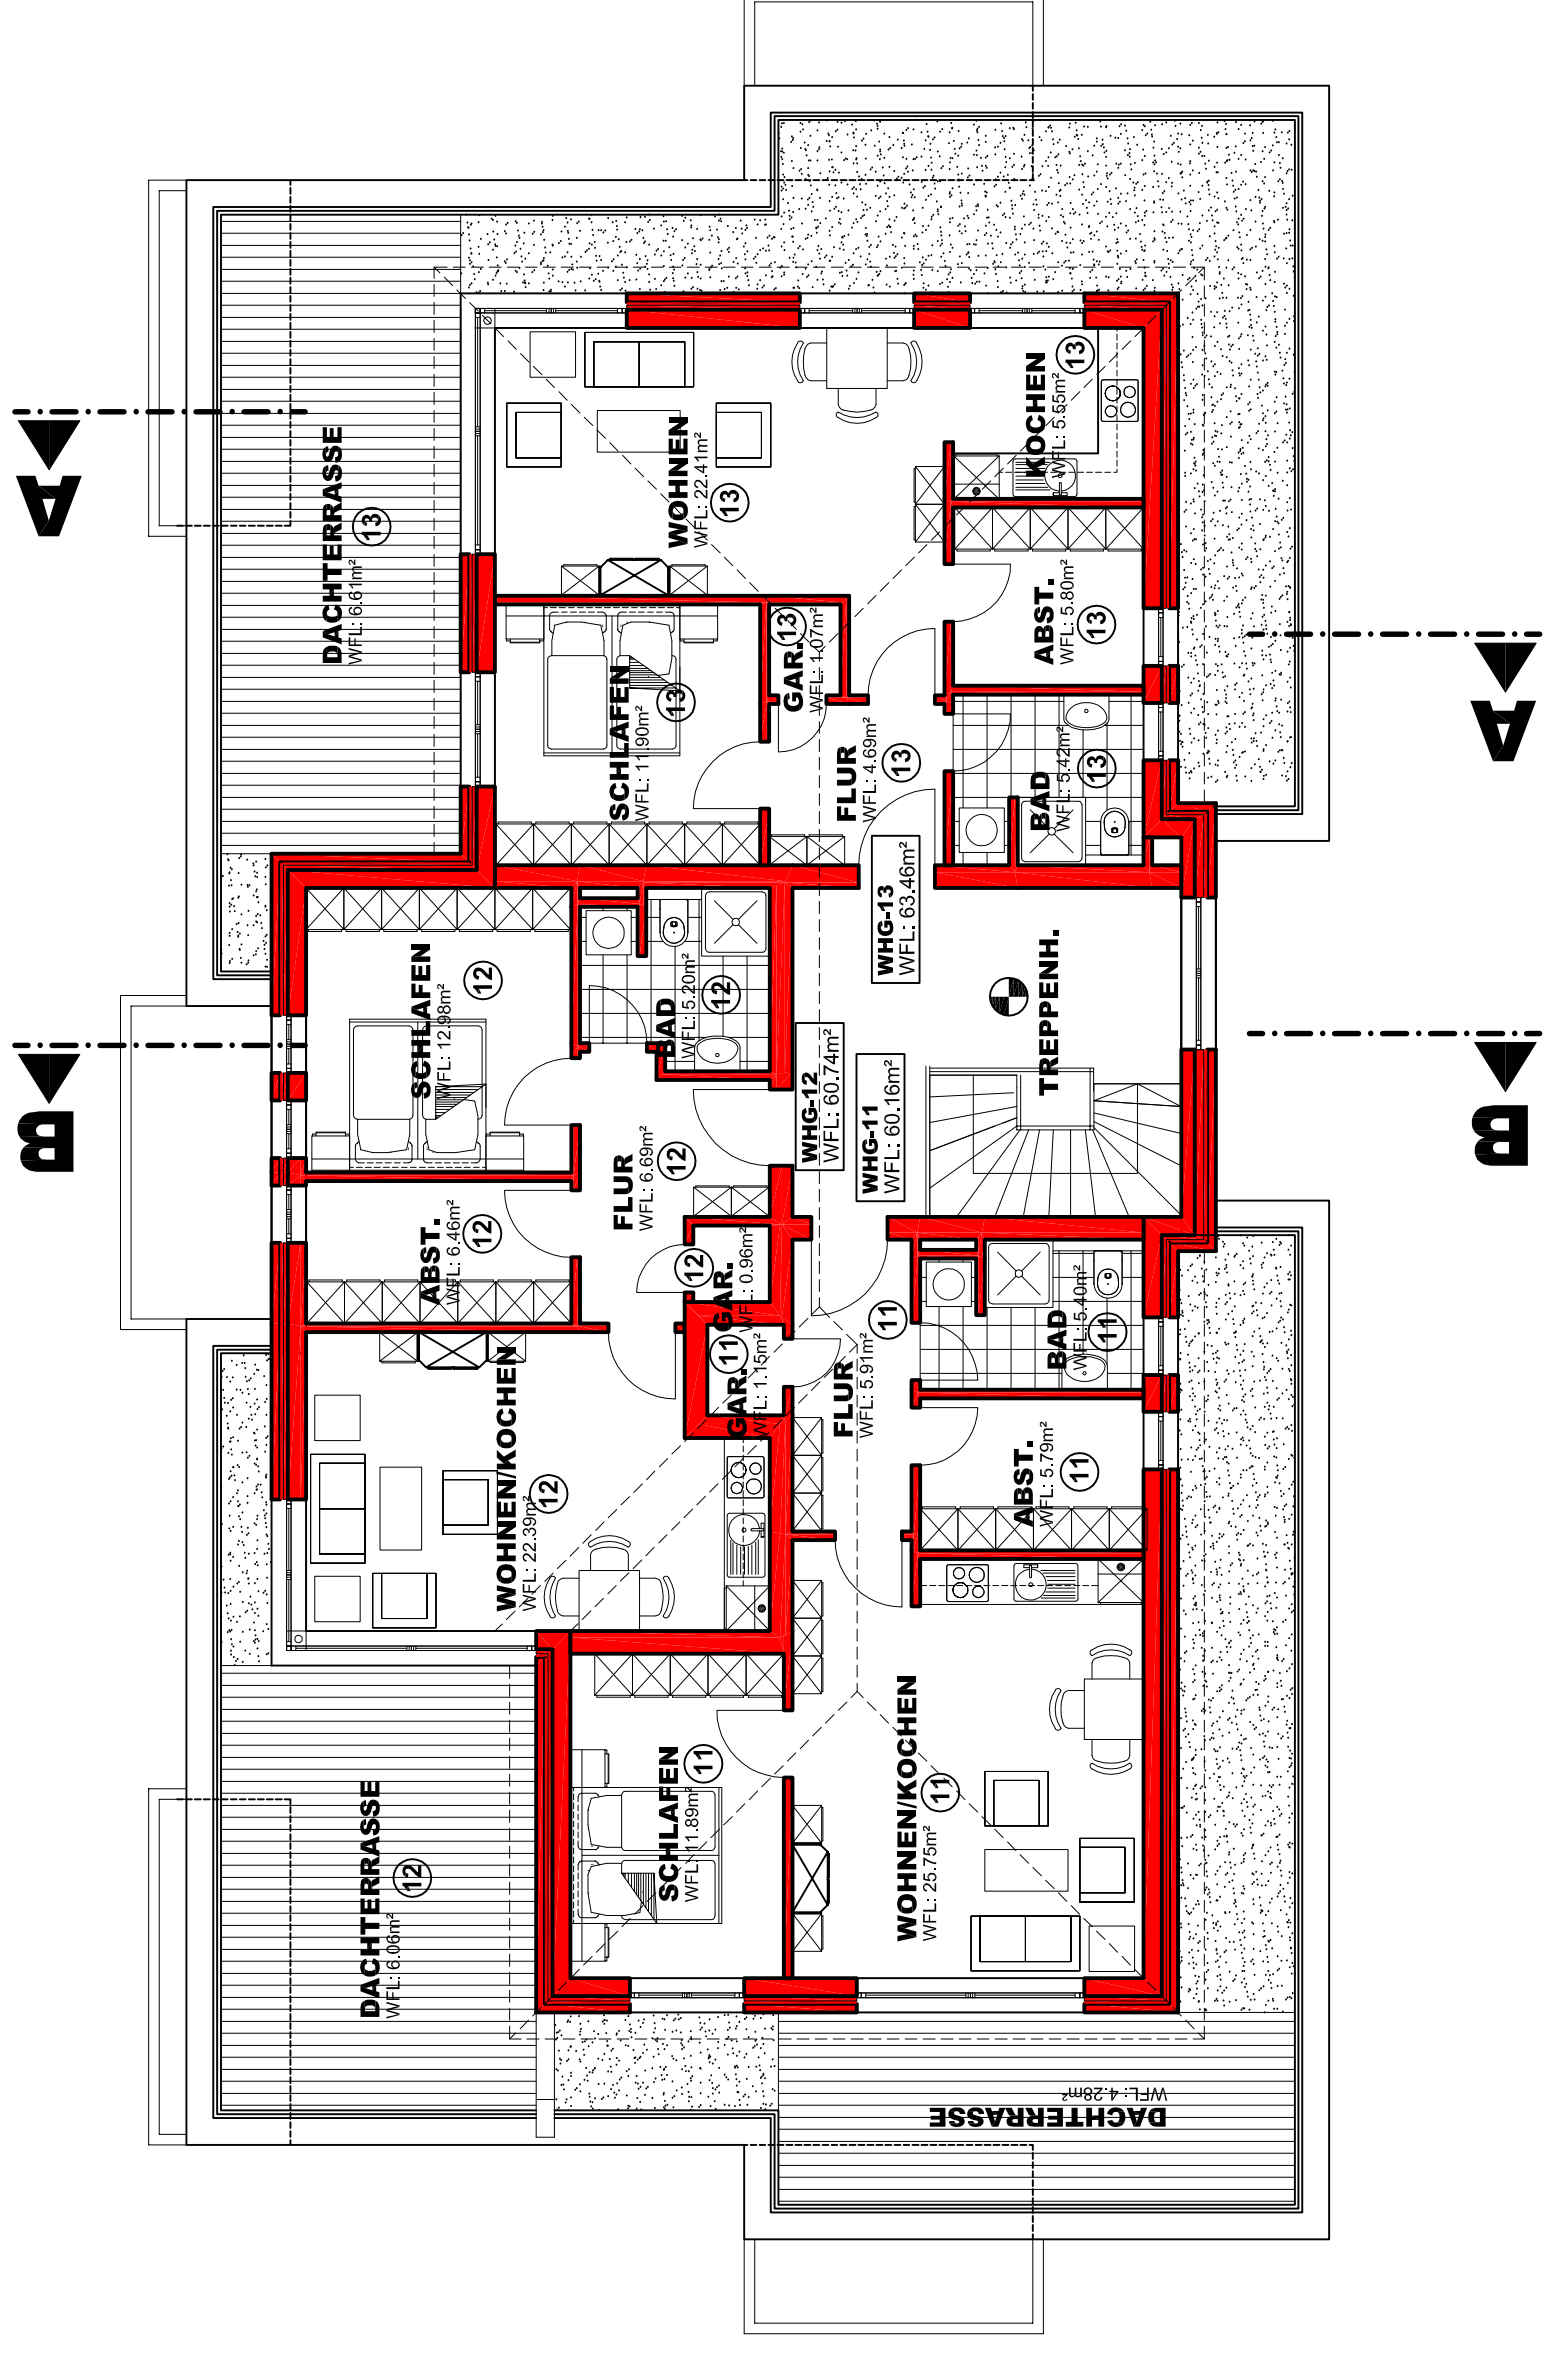 A
B
DACHTERRASSE
WFL: 6.61m²
13
WOHNEN
WFL: 22.41m²
13
KOCHEN
WFL: 5.55m²
13
ABST.
WFL: 5.80m²
13
SCHLAFEN
WFL: 11.90m²
13
GAR.
WFL: 1.07m²
13
FLUR
WFL: 4.69m²
13
BAD
WFL: 5.42m²
13
WHG-13
WFL: 63.46m²
SCHLAFEN
WFL: 12.98m²
12
BAD
WFL: 5.20m²
12
WHG-12
WFL: 60.74m²
WHG-11
WFL: 60.16m²
TREPPENH.
A
B
ABST.
WFL: 6.46m²
12
FLUR
WFL: 6.69m²
12
GAR.
WFL: 0.96m²
12
WOHNEN/KOCHEN
WFL: 22.39m²
12
GAR.
WFL: 1.15m²
11
FLUR
WFL: 5.91m²
11
BAD
WFL: 5.40m²
11
ABST.
WFL: 5.79m²
11
SCHLAFEN
WFL: 11.89m²
11
WOHNEN/KOCHEN
WFL: 25.75m²
11
DACHTERRASSE
WFL: 6.06m²
12
DACHTERRASSE
WFL: 4.28m²